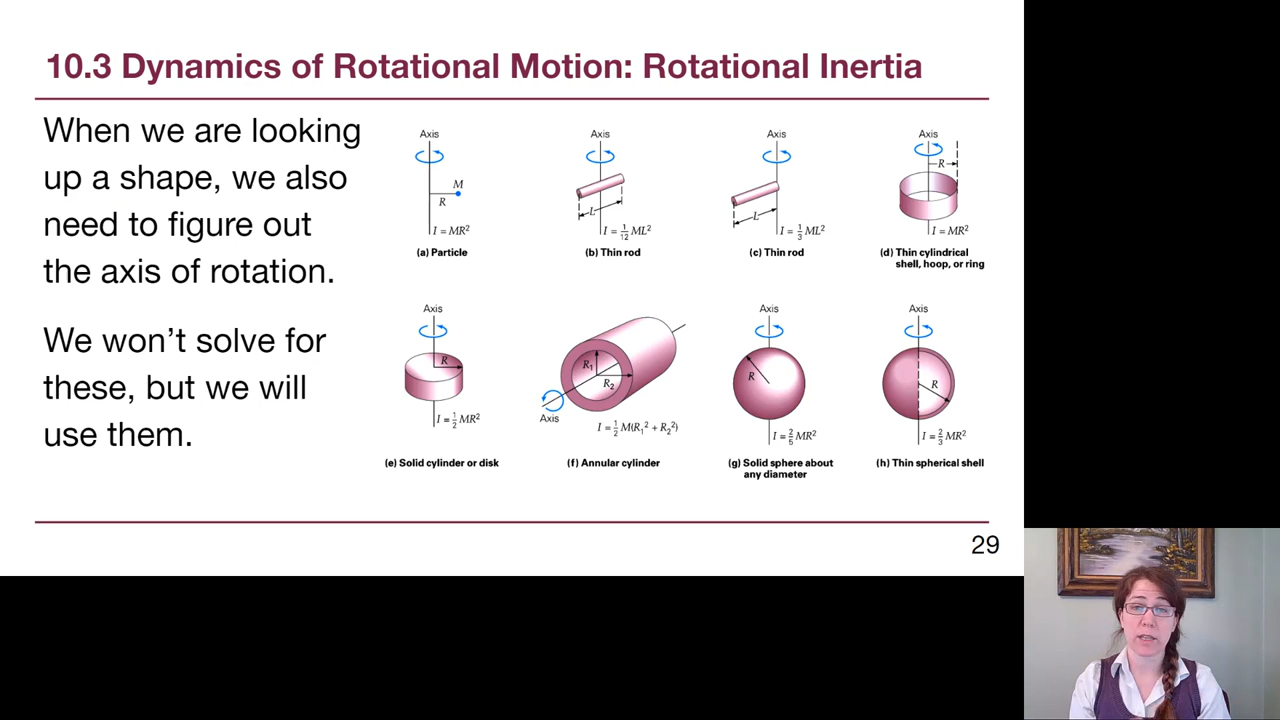 10.3 Dynamics of Rotational Motion: Rotational Inertia
When we are looking
up a shape, we also
need to figure out
the axis of rotation.
We won’t solve for
these, but we will
use them.
Axis
M
R
I = MR²
(a) Particle
Axis
L
I = 1/12 ML²
(b) Thin rod
Axis
L
I = 1/3 ML²
(c) Thin rod
Axis
R
I = MR²
(d) Thin cylindrical
shell, hoop, or ring
Axis
R
I = 1/2 MR²
(e) Solid cylinder or disk
R₁
R₂
Axis
I = 1/2 M(R₁² + R₂²)
(f) Annular cylinder
Axis
R
I = 2/5 MR²
(g) Solid sphere about
any diameter
Axis
R
I = 2/3 MR²
(h) Thin spherical shell
29